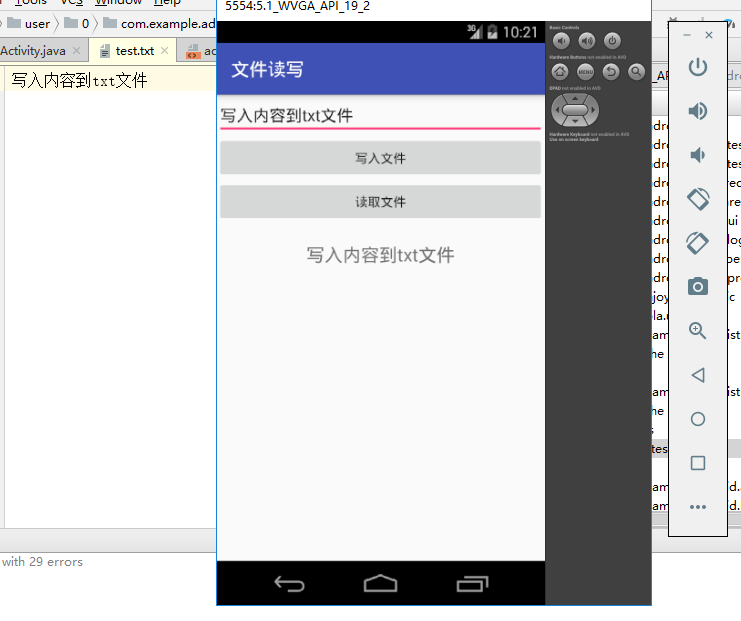 Tools VCS Window Help
5554:5.1_WVGA_API_19_2
user 0 com.example.ad
Activity.java test.txt ac
写入内容到txt文件
3G 10:21
文件读写
写入内容到txt文件
写入文件
读取文件
写入内容到txt文件
Basic Controls
Hardware Buttons not enabled in AVD
MENU
DPAD not enabled in AVD
Hardware Keyboard not enabled in AVD
Use on screen keyboard
with 29 errors